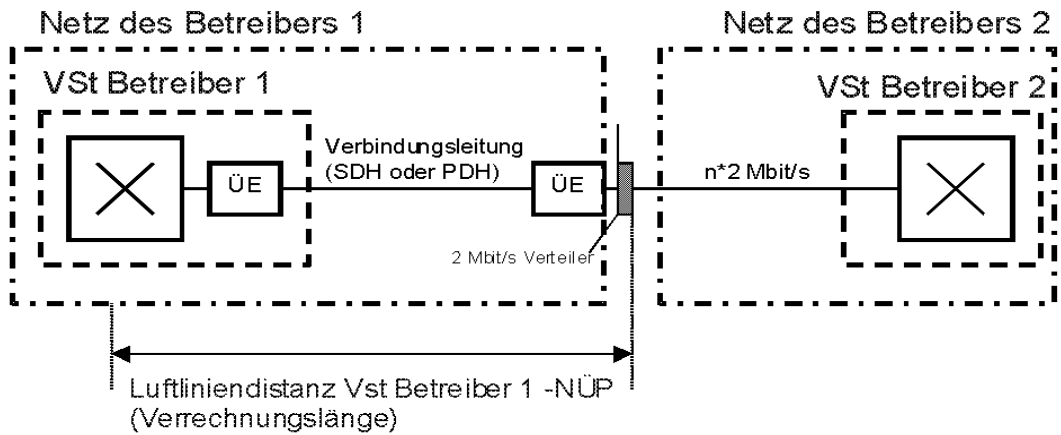 Netz des Betreibers 1
Netz des Betreibers 2
VSt Betreiber 1
VSt Betreiber 2
Verbindungsleitung
(SDH oder PDH)
ÜE
ÜE
n*2 Mbit/s
2 Mbit/s Verteiler
Luftliniendistanz Vst Betreiber 1 -NÜP
(Verrechnungslänge)